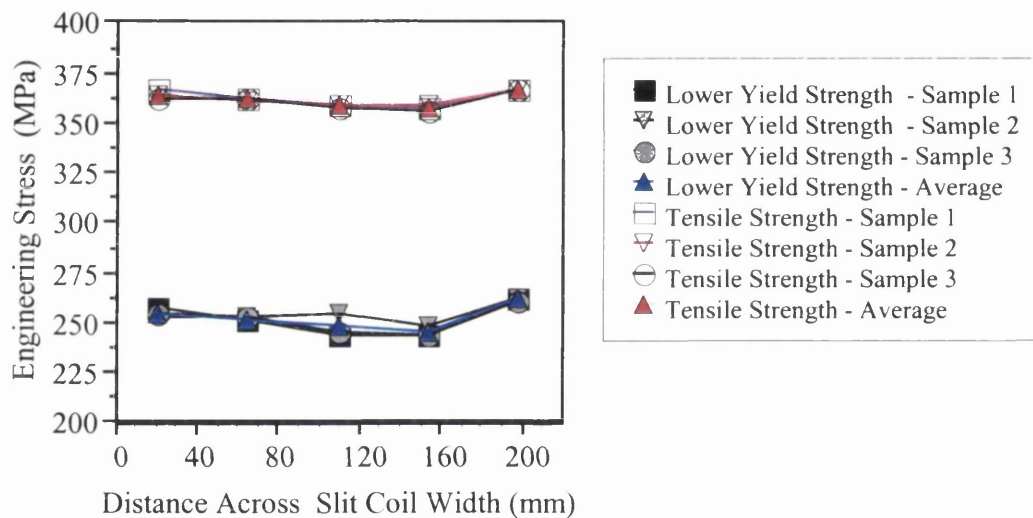 400
375
350
325
300
275
250
225
200
Engineering Stress (MPa)
0 40 80 120 160 200
Distance Across Slit Coil Width (mm)
Lower Yield Strength - Sample 1
Lower Yield Strength - Sample 2
Lower Yield Strength - Sample 3
Lower Yield Strength - Average
Tensile Strength - Sample 1
Tensile Strength - Sample 2
Tensile Strength - Sample 3
Tensile Strength - Average